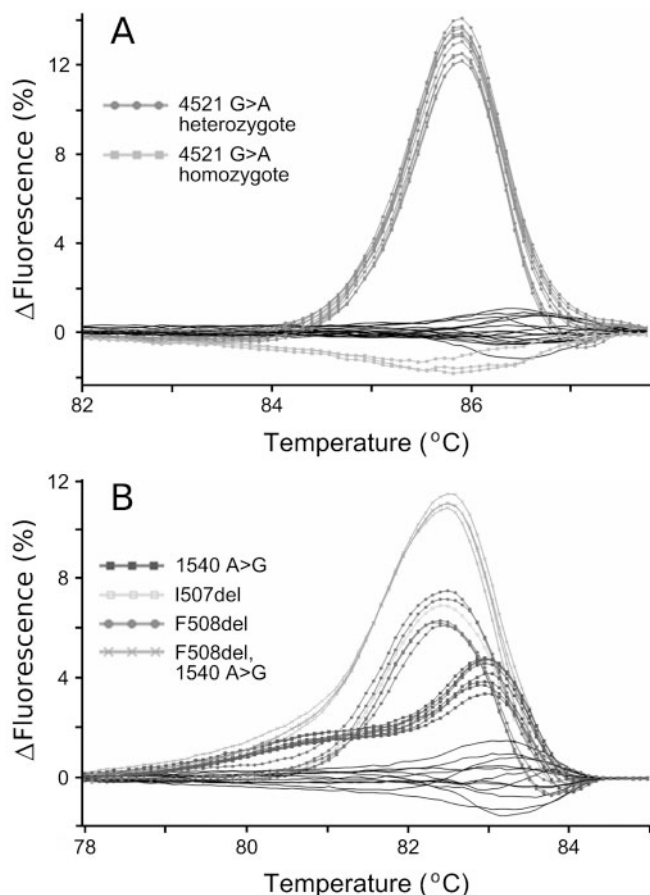 A
12
8
4
0
ΔFluorescence (%)
4521 G>A
heterozygote
4521 G>A
homozygote
82
84
86
Temperature (°C)
B
12
8
4
0
ΔFluorescence (%)
1540 A>G
I507del
F508del
F508del,
1540 A>G
78
80
82
84
Temperature (°C)